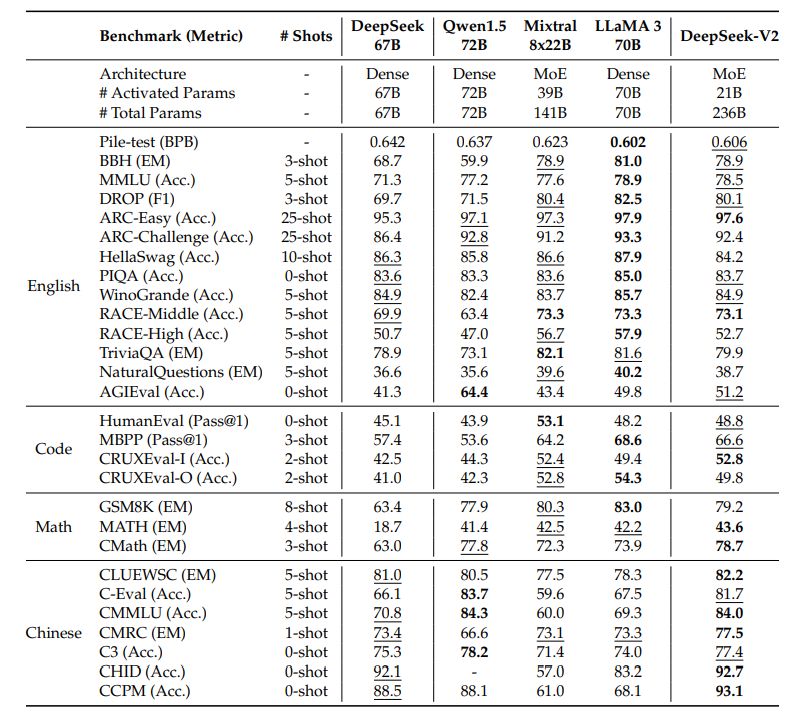 Benchmark (Metric) # Shots DeepSeek 67B Qwen1.5 72B Mixtral 8x22B LLaMA 3 70B DeepSeek-V2
Architecture - Dense Dense MoE Dense MoE
# Activated Params - 67B 72B 39B 70B 21B
# Total Params - 67B 72B 141B 70B 236B
English
Pile-test (BPB) - 0.642 0.637 0.623 0.602 0.606
BBH (EM) 3-shot 68.7 59.9 78.9 81.0 78.9
MMLU (Acc.) 5-shot 71.3 77.2 77.6 78.9 78.5
DROP (F1) 3-shot 69.7 71.5 80.4 82.5 80.1
ARC-Easy (Acc.) 25-shot 95.3 97.1 97.3 97.9 97.6
ARC-Challenge (Acc.) 25-shot 86.4 92.8 91.2 93.3 92.4
HellaSwag (Acc.) 10-shot 86.3 85.8 86.6 87.9 84.2
PIQA (Acc.) 0-shot 83.6 83.3 83.6 85.0 83.7
WinoGrande (Acc.) 5-shot 84.9 82.4 83.7 85.7 84.9
RACE-Middle (Acc.) 5-shot 69.9 63.4 73.3 73.3 73.1
RACE-High (Acc.) 5-shot 50.7 47.0 56.7 57.9 52.7
TriviaQA (EM) 5-shot 78.9 73.1 82.1 81.6 79.9
NaturalQuestions (EM) 5-shot 36.6 35.6 39.6 40.2 38.7
AGIEval (Acc.) 0-shot 41.3 64.4 43.4 49.8 51.2
Code
HumanEval (Pass@1) 0-shot 45.1 43.9 53.1 48.2 48.8
MBPP (Pass@1) 3-shot 57.4 53.6 64.2 68.6 66.6
CRUXEval-I (Acc.) 2-shot 42.5 44.3 52.4 49.4 52.8
CRUXEval-O (Acc.) 2-shot 41.0 42.3 52.8 54.3 49.8
Math
GSM8K (EM) 8-shot 63.4 77.9 80.3 83.0 79.2
MATH (EM) 4-shot 18.7 41.4 42.5 42.2 43.6
CMath (EM) 3-shot 63.0 77.8 72.3 73.9 78.7
Chinese
CLUEWSC (EM) 5-shot 81.0 80.5 77.5 78.3 82.2
C-Eval (Acc.) 5-shot 66.1 83.7 59.6 67.5 81.7
CMMLU (Acc.) 5-shot 70.8 84.3 60.0 69.3 84.0
CMRC (EM) 1-shot 73.4 66.6 73.1 73.3 77.5
C3 (Acc.) 0-shot 75.3 78.2 71.4 74.0 77.4
CHID (Acc.) 0-shot 92.1 - 57.0 83.2 92.7
CCPM (Acc.) 0-shot 88.5 88.1 61.0 68.1 93.1